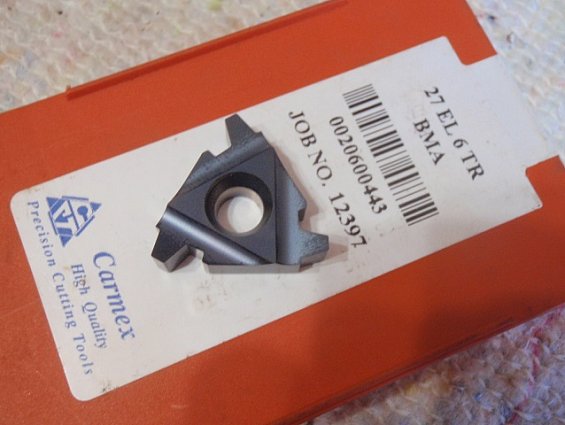 27 EL 6 TR
BMA
0020600443
JOB NO. 12397
Carmex
High Quality
Precision Cutting Tools